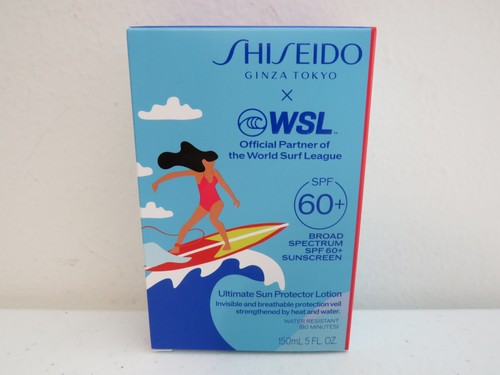 SHISEIDO
GINZA TOKYO
×
WSL™
Official Partner of
the World Surf League
SPF
60+
BROAD
SPECTRUM
SPF 60+
SUNSCREEN
Ultimate Sun Protector Lotion
Invisible and breathable protection veil
strengthened by heat and water.
WATER RESISTANT
(80 MINUTES)
150mL 5 FL. OZ.